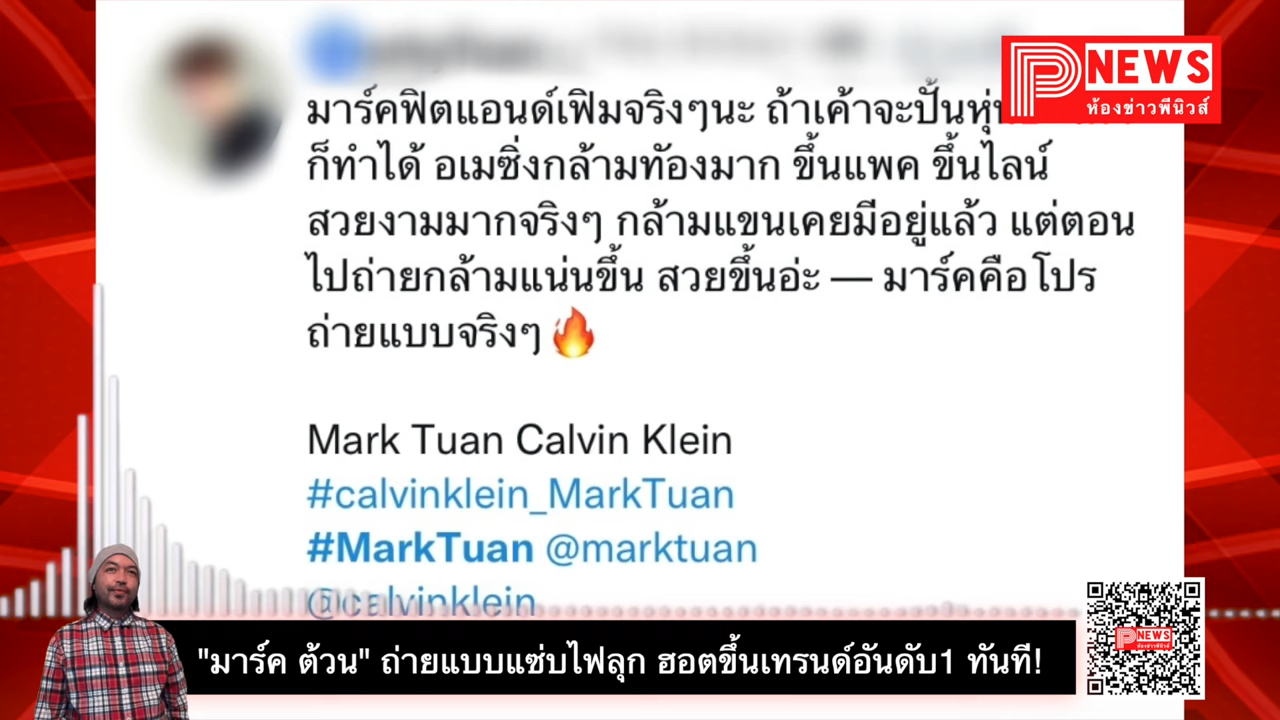 NEWS
ห้องข่าวพีนิวส์
มาร์คฟิตแอนด์เฟิมจริงๆนะ ถ้าเค้าจะปั้น
ก็ทำได้ อเมซิ่งกล้ามท้องมาก ขึ้นแพค ขึ้นไลน์
สวยงามมากจริงๆ กล้ามแขนเคยมีอยู่แล้ว แต่ตอน
ไปถ่ายกล้ามแน่นขึ้น สวยขึ้นอ่ะ — มาร์คคือโปร
ถ่ายแบบจริงๆ🔥
Mark Tuan Calvin Klein
#calvinklein_MarkTuan
#MarkTuan @marktuan
@calvinklein
NEWS
ห้องข่าวพีนิวส์
"มาร์ค ต้วน" ถ่ายแบบแซ่บไฟลุก ฮอตขึ้นเทรนด์อันดับ1 ทันที!